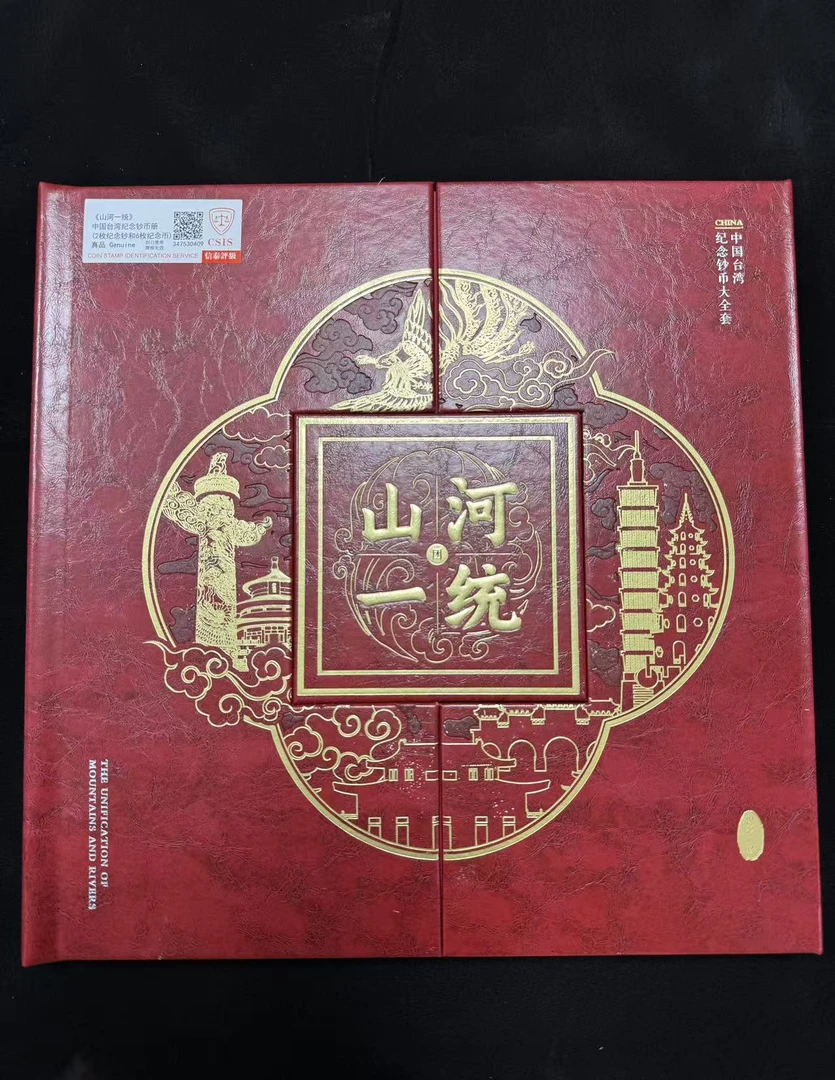 《山河一统》
中国台湾纪念钞币册
(2枚纪念钞和6枚纪念币)
真品 Genuine
347530409
CSIS
COIN STAMP IDENTIFICATION SERVICE
信泰評級
CHINA
中国台湾
纪念钞币大全套
山河
一统
THE UNIFICATION OF
MOUNTAINS AND RIVERS